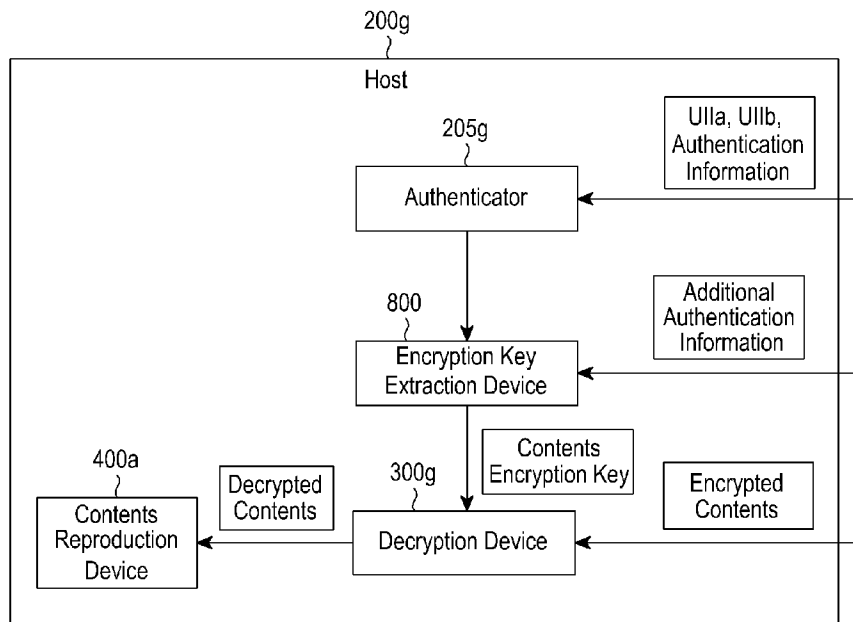 200g
Host
UIIa, UIIb,
Authentication
Information
205g
Authenticator
Additional
Authentication
Information
800
Encryption Key
Extraction Device
Contents
Encryption Key
400a
Decrypted
Contents
300g
Encrypted
Contents
Contents
Reproduction
Device
Decryption Device